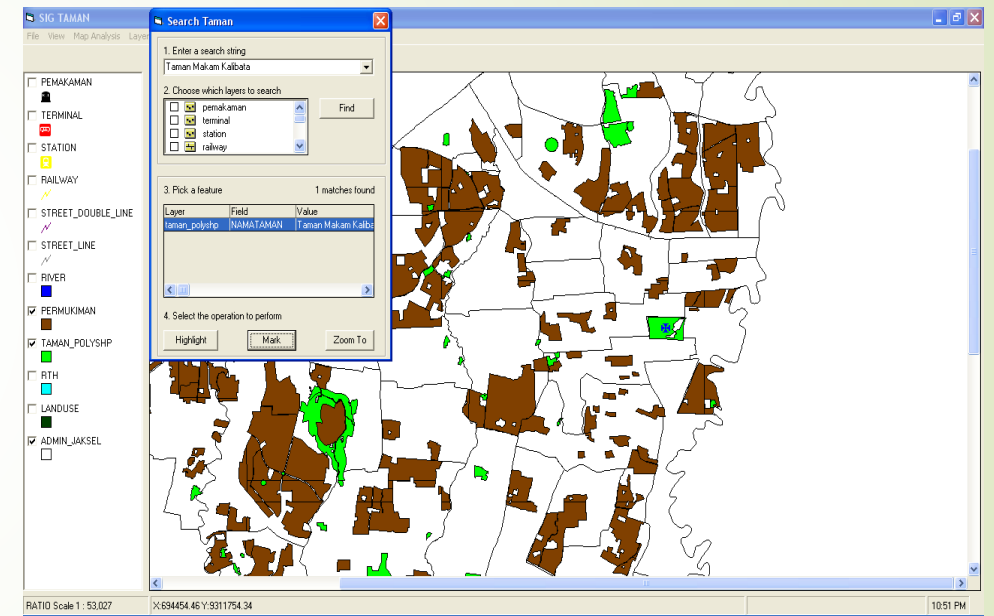 SIG TAMAN
File View Map Analysis Layer
PEMAKAMAN
TERMINAL
STATION
RAILWAY
STREET_DOUBLE_LINE
STREET_LINE
RIVER
PERMUKIMAN
TAMAN_POLYSHP
RTH
LANDUSE
ADMIN_JAKSEL
Search Taman
1. Enter a search string
Taman Makam Kalibata
2. Choose which layers to search
pemakaman
terminal
station
railway
Find
3. Pick a feature 1 matches found
Layer Field Value
taman_polyshp NAMATAMAN Taman Makam Kaliba
4. Select the operation to perform
Highlight Mark Zoom To
RATIO Scale 1 : 53,027 X:694454.46 Y:9311754.34 10:51 PM